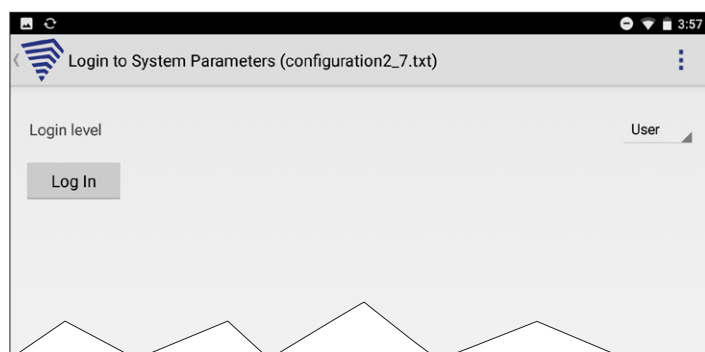 3:57
Login to System Parameters (configuration2_7.txt)
Login level User
Log In